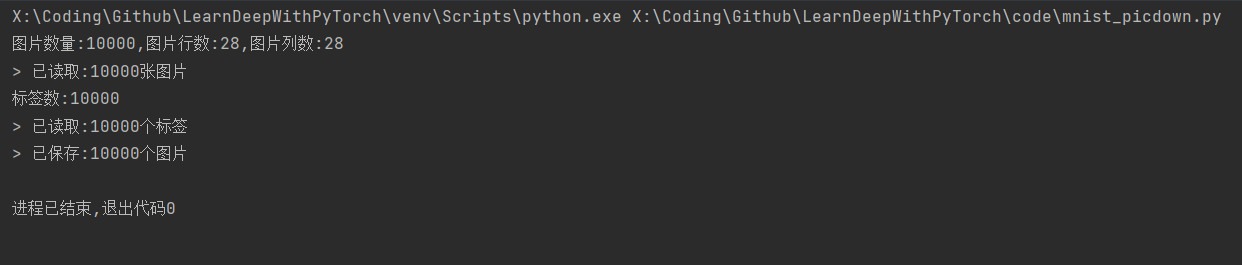 X:\Coding\Github\LearnDeepWithPyTorch\venv\Scripts\python.exe X:\Coding\Github\LearnDeepWithPyTorch\code\mnist_picdown.py
图片数量:10000,图片行数:28,图片列数:28
> 已读取:10000张图片
标签数:10000
> 已读取:10000个标签
> 已保存:10000个图片
进程已结束,退出代码0